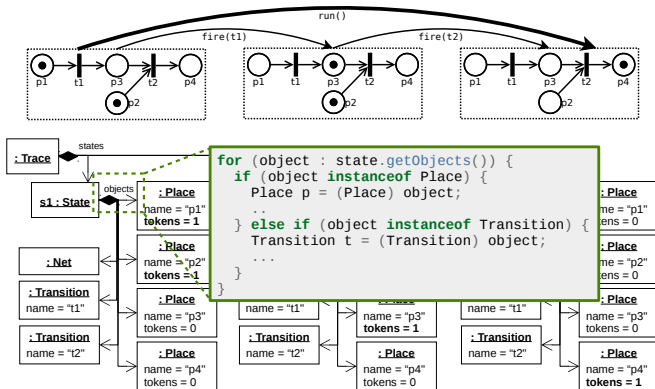 run()
fire(t1)
fire(t2)
p1
t1
p3
t2
p4
p2
p1
t1
p3
t2
p4
p2
p1
t1
p3
t2
p4
p2
: Trace
states
s1 : State
objects
: Place
name = “p1”
tokens = 1
: Net
: Place
name = “p2”
tokens = 1
: Transition
name = “t1”
: Place
name = “p3”
tokens = 0
: Transition
name = “t2”
: Place
name = “p4”
tokens = 0
for (object : state.getObjects()) {
if (object instanceof Place) {
Place p = (Place) object;
..
} else if (object instanceof Transition) {
Transition t = (Transition) object;
...
}
}
name = “t1”
name = “p3”
tokens = 1
: Transition
name = “t2”
: Place
name = “p4”
tokens = 0
: Place
name = “p1”
tokens = 0
: Place
name = “p2”
tokens = 0
name = “t1”
: Place
name = “p3”
tokens = 0
: Transition
name = “t2”
: Place
name = “p4”
tokens = 1